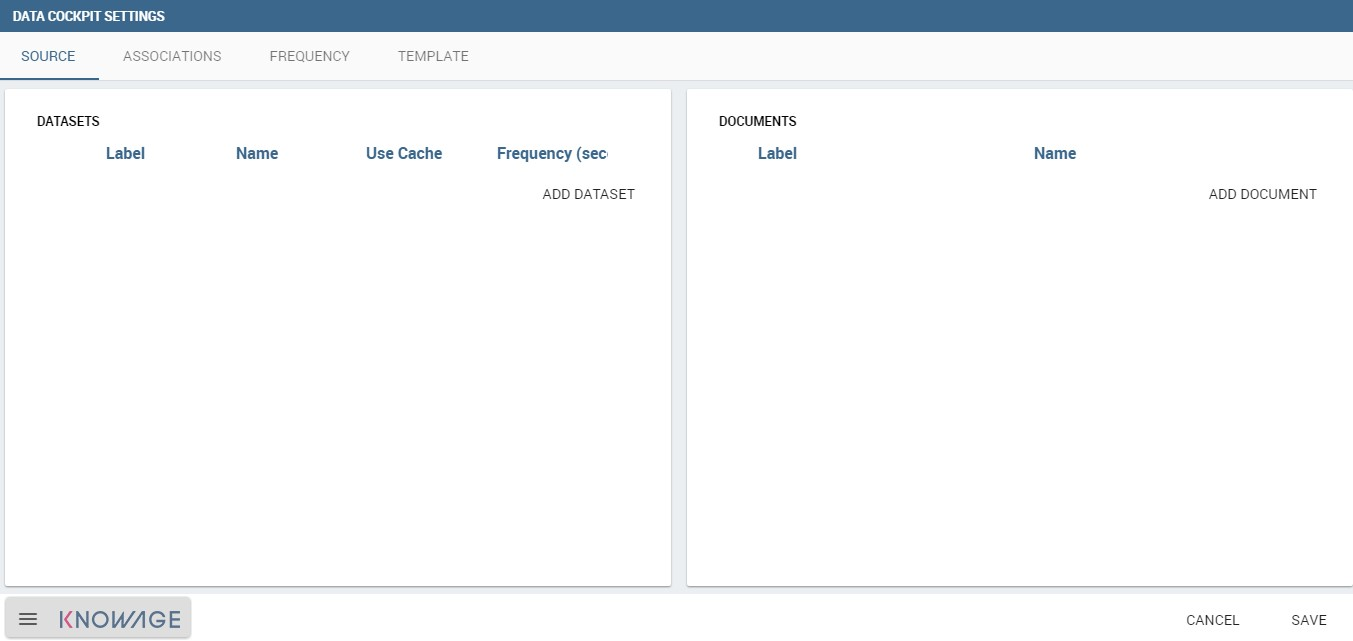 DATA COCKPIT SETTINGS
SOURCE ASSOCIATIONS FREQUENCY TEMPLATE
DATASETS
Label Name Use Cache Frequency (sec
ADD DATASET
DOCUMENTS
Label Name
ADD DOCUMENT
KNOWAGE
CANCEL SAVE